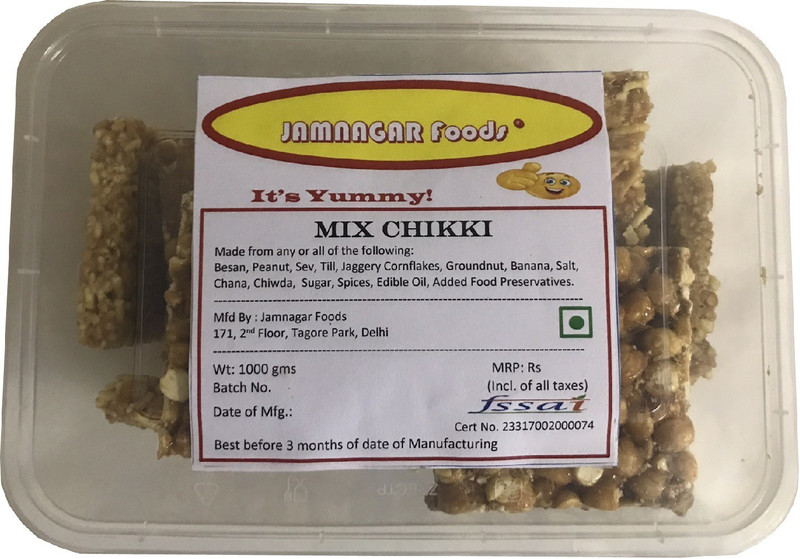 JAMNAGAR Foods
It's Yummy!
MIX CHIKKI
Made from any or all of the following:
Besan, Peanut, Sev, Till, Jaggery Cornflakes, Groundnut, Banana, Salt,
Chana, Chiwda, Sugar, Spices, Edible Oil, Added Food Preservatives.
Mfd By : Jamnagar Foods
171, 2nd Floor, Tagore Park, Delhi
Wt: 1000 gms
MRP: Rs
Batch No.
(Incl. of all taxes)
Date of Mfg.:
fssai
Cert No. 23317002000074
Best before 3 months of date of Manufacturing